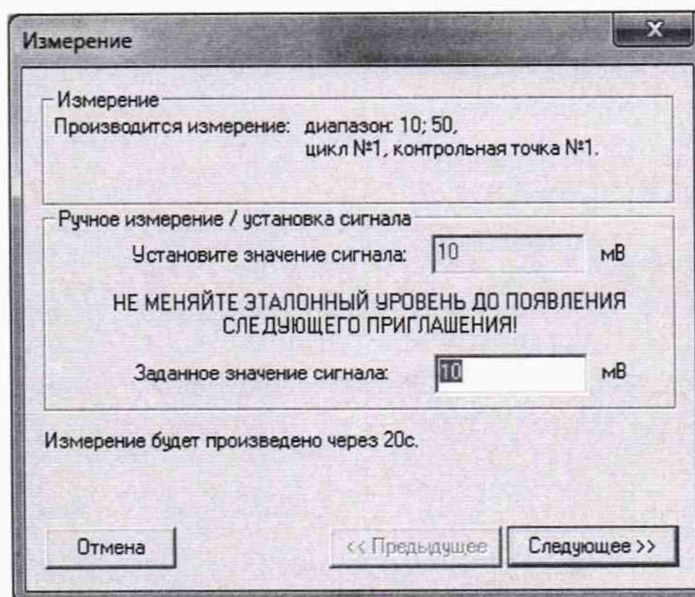 Измерение
Измерение
Производится измерение: диапазон: 10; 50,
цикл №1, контрольная точка №1.
Ручное измерение / установка сигнала
Установите значение сигнала: 10 мВ
НЕ МЕНЯЙТЕ ЭТАЛОННЫЙ УРОВЕНЬ ДО ПОЯВЛЕНИЯ
СЛЕДУЮЩЕГО ПРИГЛАШЕНИЯ!
Заданное значение сигнала: 10 мВ
Измерение будет произведено через 20с.
Отмена << Предыдущее Следующее >>